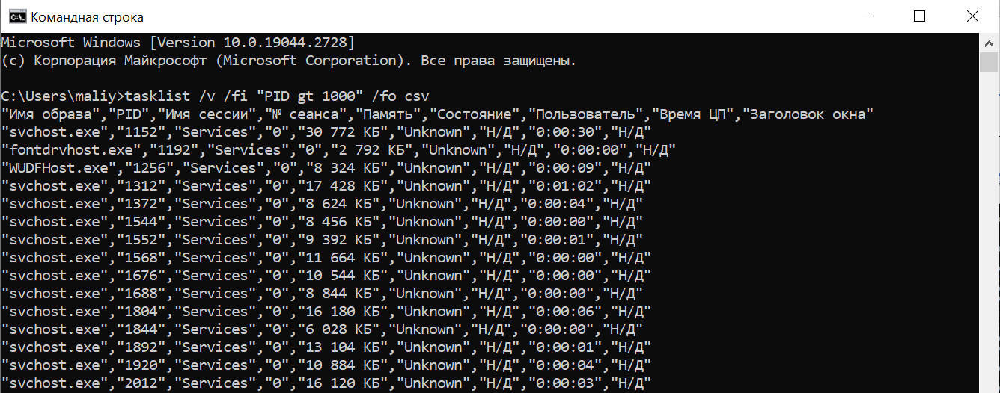 Командная строка
Microsoft Windows [Version 10.0.19044.2728]
(c) Корпорация Майкрософт (Microsoft Corporation). Все права защищены.
C:\Users\maliy>tasklist /v /fi "PID gt 1000" /fo csv
"Имя образа","PID","Имя сессии","№ сеанса","Память","Состояние","Пользователь","Время ЦП","Заголовок окна"
"svchost.exe","1152","Services","0","30 772 КБ","Unknown","Н/Д","0:00:30","Н/Д"
"fontdrvhost.exe","1192","Services","0","2 792 КБ","Unknown","Н/Д","0:00:00","Н/Д"
"WUDFHost.exe","1256","Services","0","8 324 КБ","Unknown","Н/Д","0:00:09","Н/Д"
"svchost.exe","1312","Services","0","17 428 КБ","Unknown","Н/Д","0:01:02","Н/Д"
"svchost.exe","1372","Services","0","8 624 КБ","Unknown","Н/Д","0:00:04","Н/Д"
"svchost.exe","1544","Services","0","8 456 КБ","Unknown","Н/Д","0:00:00","Н/Д"
"svchost.exe","1552","Services","0","9 392 КБ","Unknown","Н/Д","0:00:01","Н/Д"
"svchost.exe","1568","Services","0","11 664 КБ","Unknown","Н/Д","0:00:00","Н/Д"
"svchost.exe","1676","Services","0","10 544 КБ","Unknown","Н/Д","0:00:00","Н/Д"
"svchost.exe","1688","Services","0","8 844 КБ","Unknown","Н/Д","0:00:00","Н/Д"
"svchost.exe","1804","Services","0","16 180 КБ","Unknown","Н/Д","0:00:06","Н/Д"
"svchost.exe","1844","Services","0","6 028 КБ","Unknown","Н/Д","0:00:00","Н/Д"
"svchost.exe","1892","Services","0","13 104 КБ","Unknown","Н/Д","0:00:01","Н/Д"
"svchost.exe","1920","Services","0","10 884 КБ","Unknown","Н/Д","0:00:04","Н/Д"
"svchost.exe","2012","Services","0","16 120 КБ","Unknown","Н/Д","0:00:03","Н/Д"